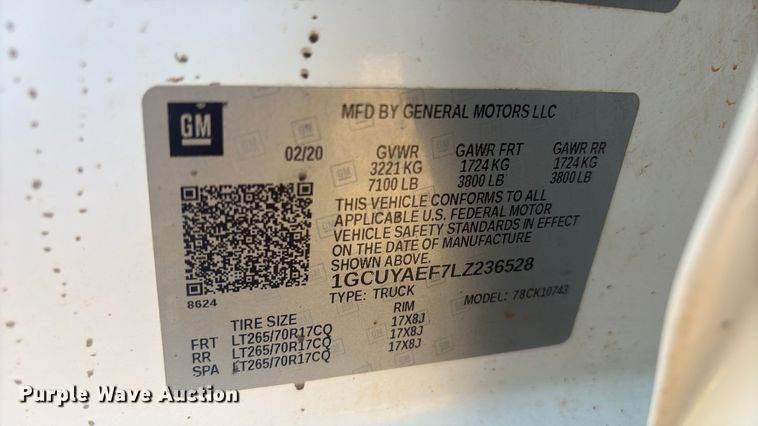 GM
MFD BY GENERAL MOTORS LLC
02/20 GVWR GAWR FRT GAWR RR
3221 KG 1724 KG 1724 KG
7100 LB 3800 LB 3800 LB
THIS VEHICLE CONFORMS TO ALL
APPLICABLE U.S. FEDERAL MOTOR
VEHICLE SAFETY STANDARDS IN EFFECT
ON THE DATE OF MANUFACTURE
SHOWN ABOVE.
1GCUYAEF7LZ236528
8624
TYPE: TRUCK MODEL: 78CK10743
TIRE SIZE RIM
FRT LT265/70R17CQ 17X8J
RR LT265/70R17CQ 17X8J
SPA LT265/70R17CQ 17X8J
Purple Wave Auction